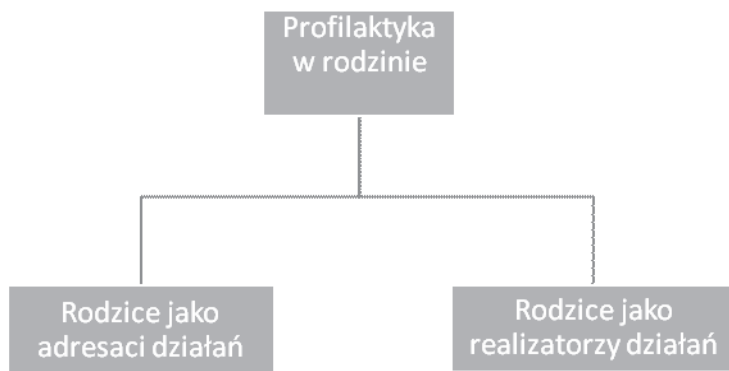 Profilaktyka
w rodzinie
Rodzice jako
adresaci działań
Rodzice jako
realizatorzy działań